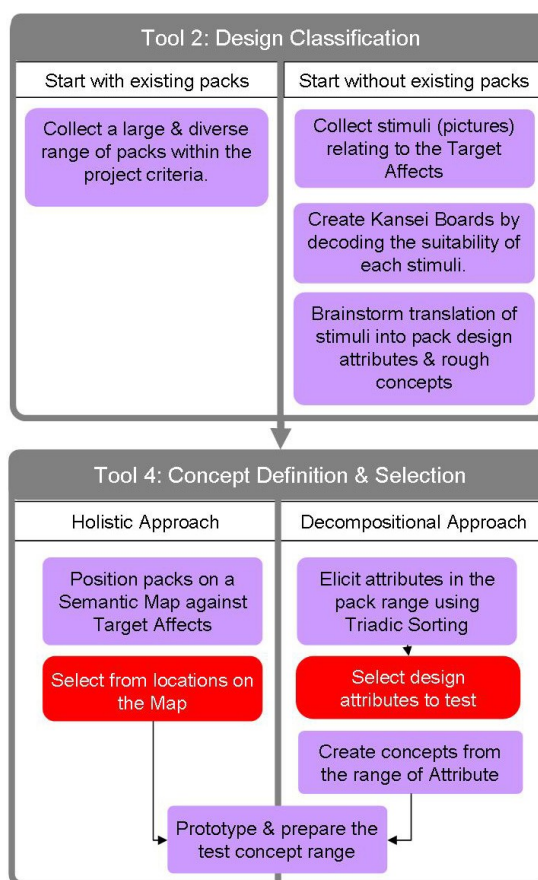 Tool 2: Design Classification
Start with existing packs
Start without existing packs
Collect a large & diverse
range of packs within the
project criteria.
Collect stimuli (pictures)
relating to the Target
Affects
Create Kansei Boards by
decoding the suitability of
each stimuli.
Brainstorm translation of
stimuli into pack design
attributes & rough
concepts
Tool 4: Concept Definition & Selection
Holistic Approach
Decompositional Approach
Position packs on a
Semantic Map against
Target Affects
Select from locations on
the Map
Elicit attributes in the
pack range using
Triadic Sorting
Select design
attributes to test
Create concepts from
the range of Attribute
Prototype & prepare the
test concept range